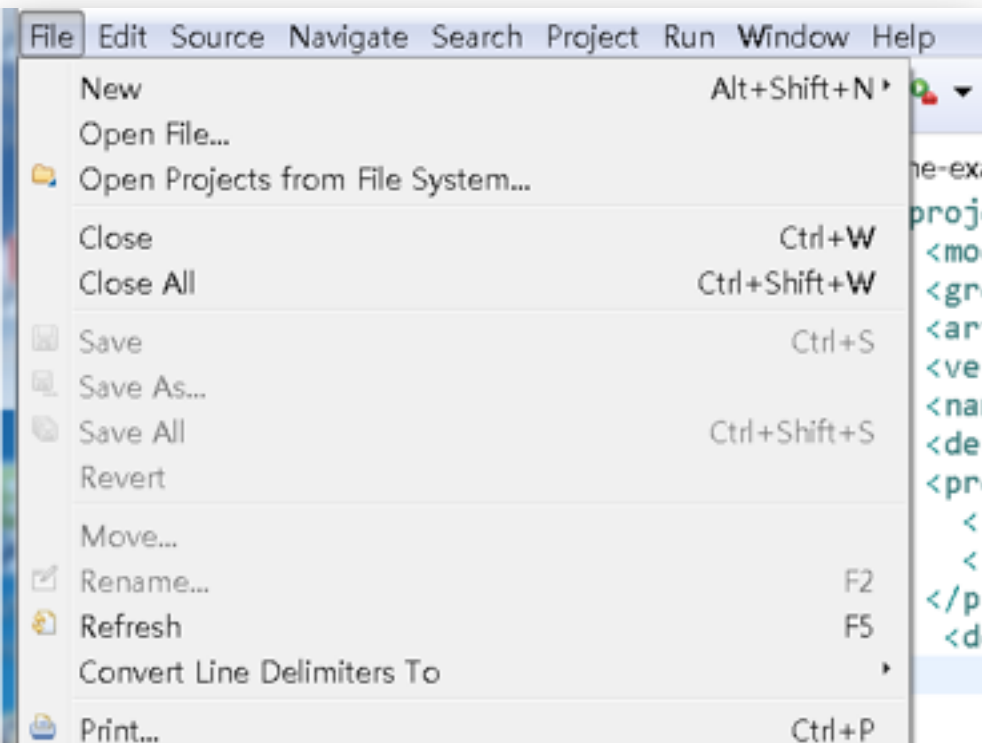 File Edit Source Navigate Search Project Run Window Help
New Alt+Shift+N
Open File...
Open Projects from File System...
Close Ctrl+W
Close All Ctrl+Shift+W
Save Ctrl+S
Save As...
Save All Ctrl+Shift+S
Revert
Move...
Rename... F2
Refresh F5
Convert Line Delimiters To
Print... Ctrl+P
proj
<mo
<gr
<ar
<ve
<na
<de
<pr
<
<
</p
<d